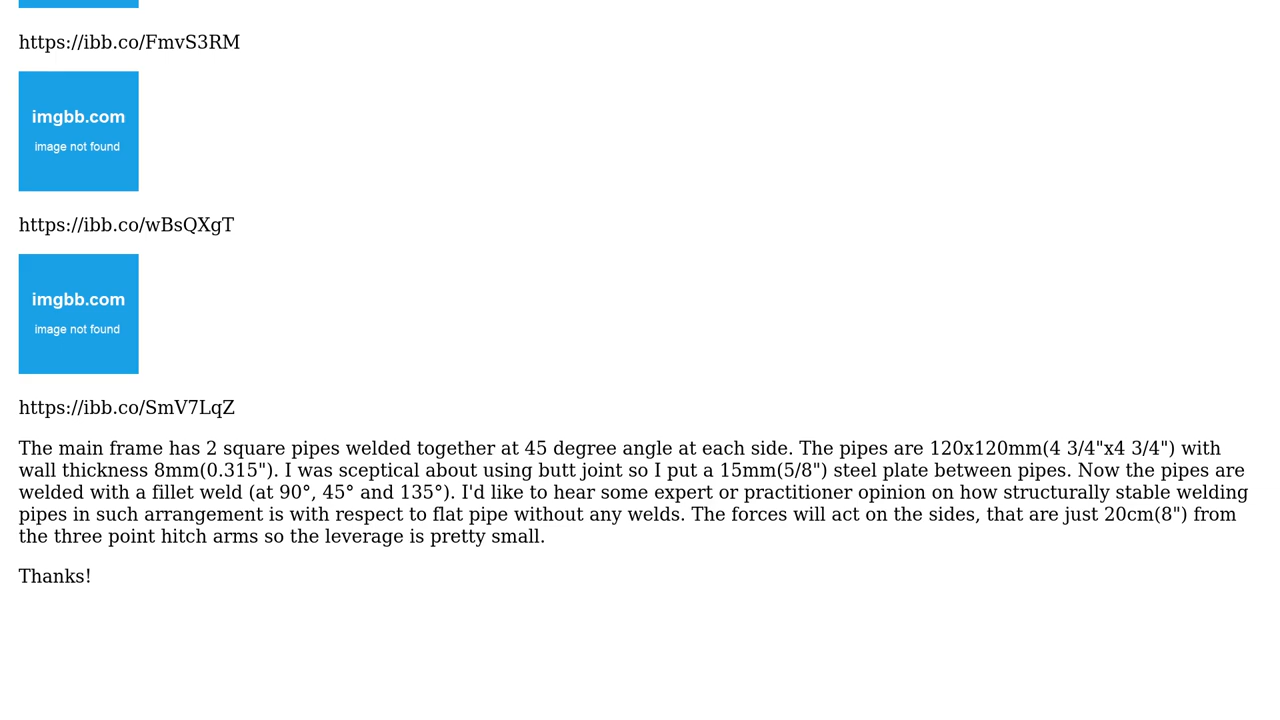 https://ibb.co/FmvS3RM
imgbb.com
image not found
https://ibb.co/wBsQXgT
imgbb.com
image not found
https://ibb.co/SmV7LqZ
The main frame has 2 square pipes welded together at 45 degree angle at each side. The pipes are 120x120mm(4 3/4"x4 3/4") with
wall thickness 8mm(0.315"). I was sceptical about using butt joint so I put a 15mm(5/8") steel plate between pipes. Now the pipes are
welded with a fillet weld (at 90°, 45° and 135°). I'd like to hear some expert or practitioner opinion on how structurally stable welding
pipes in such arrangement is with respect to flat pipe without any welds. The forces will act on the sides, that are just 20cm(8") from
the three point hitch arms so the leverage is pretty small.
Thanks!